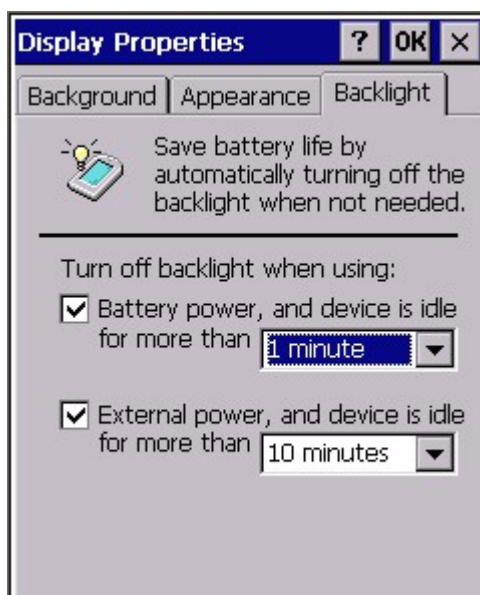 Display Properties ? OK ×
Background Appearance Backlight
Save battery life by
automatically turning off the
backlight when not needed.
Turn off backlight when using:
Battery power, and device is idle
for more than 1 minute
External power, and device is idle
for more than 10 minutes